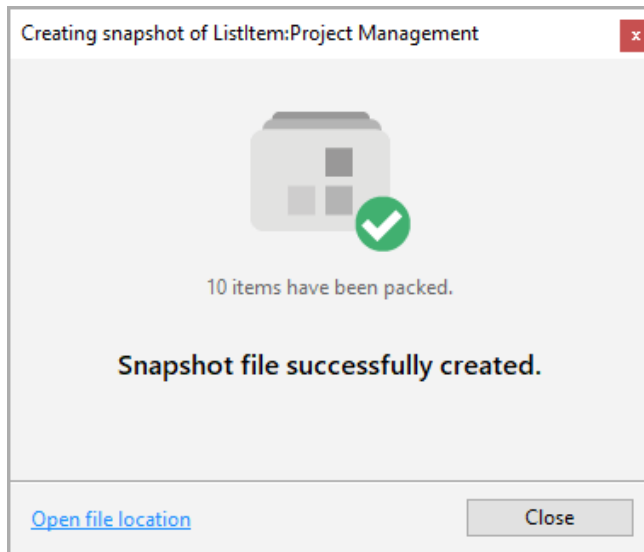 Creating snapshot of ListItem:Project Management
x
10 items have been packed.
Snapshot file successfully created.
Open file location
Close